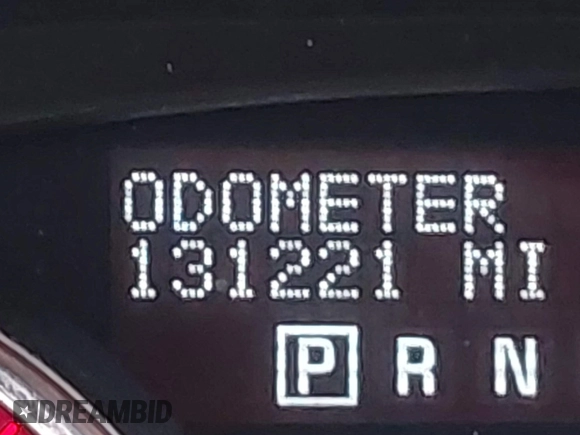 ODOMETER
131221 MI
P R N
DREAMBID